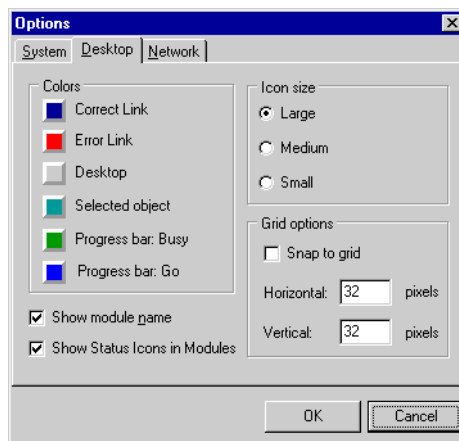 Options
System Desktop Network
Colors
Correct Link
Error Link
Desktop
Selected object
Progress bar: Busy
Progress bar: Go
Show module name
Show Status Icons in Modules
Icon size
Large
Medium
Small
Grid options
Snap to grid
Horizontal: 32 pixels
Vertical: 32 pixels
OK Cancel